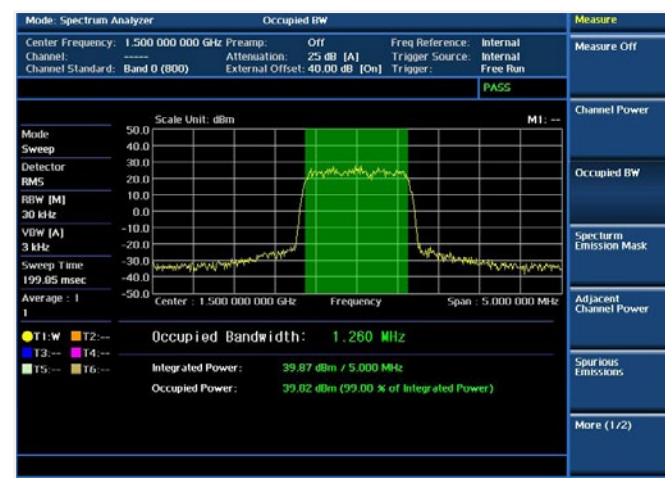 Mode: Spectrum Analyzer Occupied BW
Center Frequency: 1.500 000 000 GHz Preamp: Off Freq Reference: Internal
Channel: ----- Attenuation: 25 dB [A] Trigger Source: Internal
Channel Standard: Band 0 (800) External Offset: 40.00 dB [On] Trigger: Free Run
PASS
Scale Unit: dBm M1: --
Mode
Sweep
Detector
RMS
RBW [M]
30 kHz
VBW [A]
3 kHz
Sweep Time
199.05 msec
Average : 1
1
50.0
40.0
30.0
20.0
10.0
0.0
-10.0
-20.0
-30.0
-40.0
-50.0
Center : 1.500 000 000 GHz Frequency Span : 5.000 000 MHz
T1:W T2:--
T3:-- T4:--
T5:-- T6:--
Occupied Bandwidth: 1.260 MHz
Integrated Power: 39.87 dBm / 5.000 MHz
Occupied Power: 39.82 dBm (99.00 % of Integrated Power)
Measure
Measure Off
Channel Power
Occupied BW
Specturm
Emission Mask
Adjacent
Channel Power
Spurious
Emissions
More (1/2)